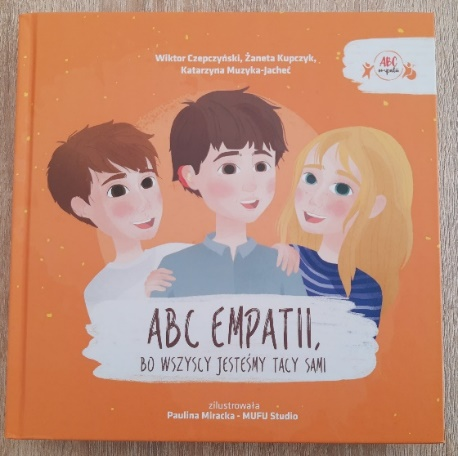 Wiktor Czepczyński, Żaneta Kupczyk,
Katarzyna Muzyka-Jacheć
ABC
empatii
ABC EMPATII,
BO WSZYSCY JESTEŚMY TACY SAMI
zilustrowała
Paulina Miracka - MUFU Studio